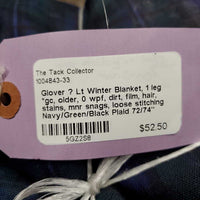 The Tack Collector
1004843-33
Glover ? Lt Winter Blanket, 1 leg
"gc, older, 0 wpf, dirt, film, hair,
stains, mnr snags, loose stitching
Navy/Green/Black Plaid 72/74"
$52.50
5GZ2SB